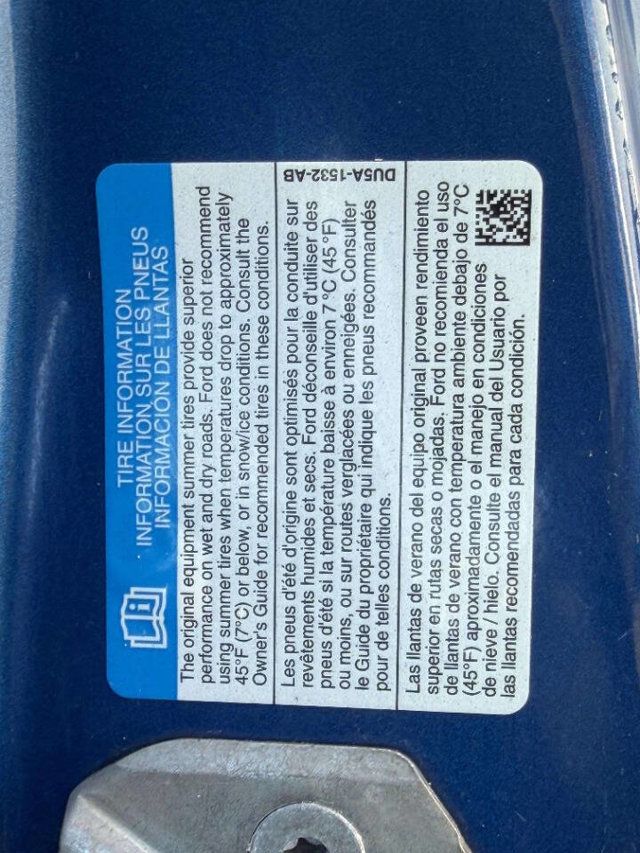 TIRE INFORMATION
INFORMATION SUR LES PNEUS
INFORMACIÓN DE LLANTAS
The original equipment summer tires provide superior
performance on wet and dry roads. Ford does not recommend
using summer tires when temperatures drop to approximately
45°F (7°C) or below, or in snow/ice conditions. Consult the
Owner's Guide for recommended tires in these conditions.
DU5A-1532-AB
Les pneus d'été d'origine sont optimisés pour la conduite sur
revêtements humides et secs. Ford déconseille d'utiliser des
pneus d'été si la température baisse à environ 7 °C (45 °F)
ou moins, ou sur routes verglacées ou enneigées. Consulter
le Guide du propriétaire qui indique les pneus recommandés
pour de telles conditions.
Las llantas de verano del equipo original proveen rendimiento
superior en rutas secas o mojadas. Ford no recomienda el uso
de llantas de verano con temperatura ambiente debajo de 7°C
(45°F) aproximadamente o el manejo en condiciones
de nieve / hielo. Consulte el manual del Usuario por
las llantas recomendadas para cada condición.